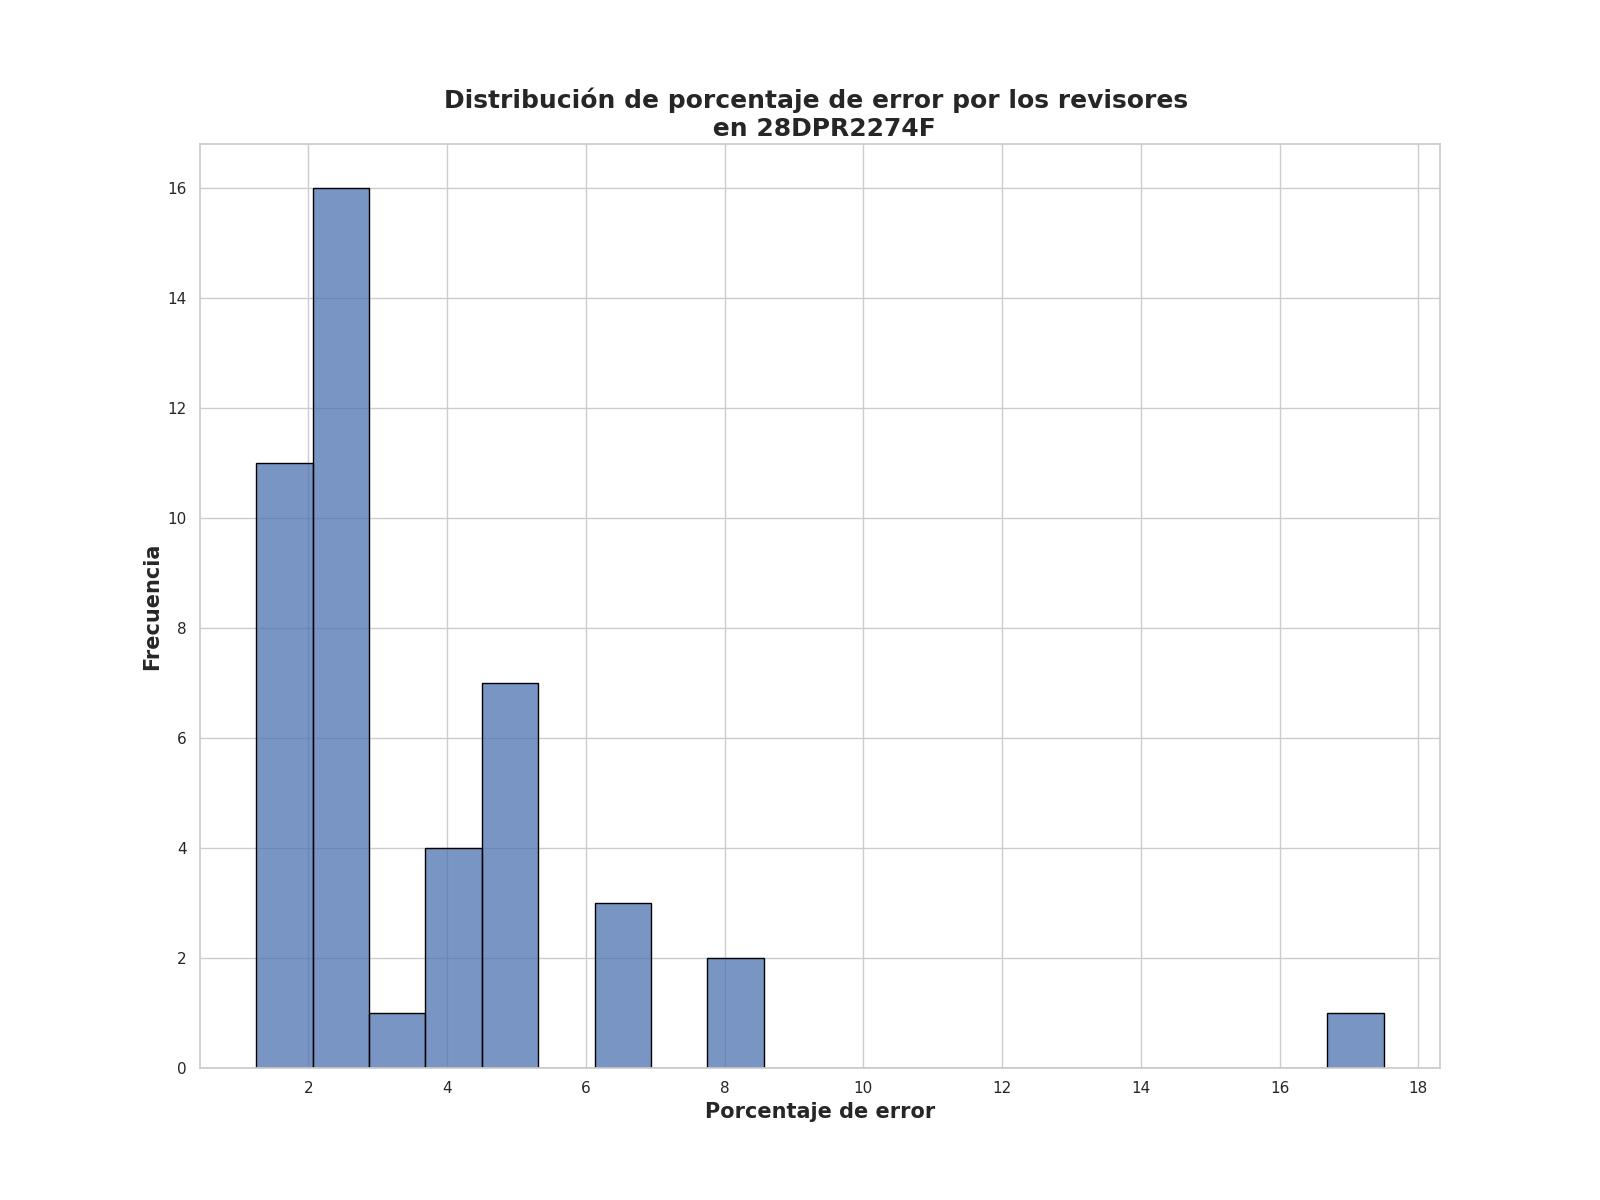 Distribución de porcentaje de error por los revisores
en 28DPR2274F
16
14
12
10
8
6
4
2
0
Frecuencia
2 4 6 8 10 12 14 16 18
Porcentaje de error